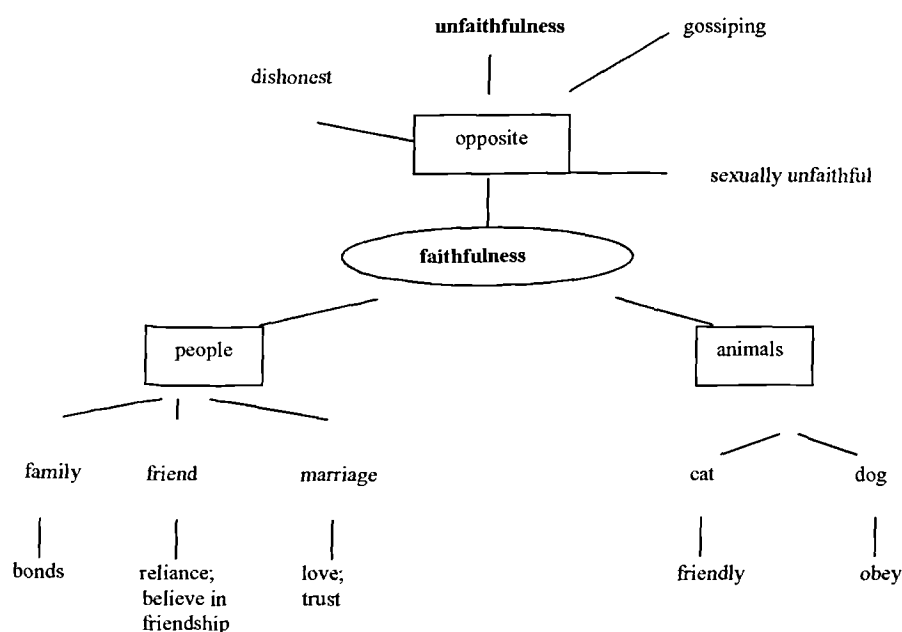 unfaithfulness
gossiping
dishonest
opposite
sexually unfaithful
faithfulness
people
animals
family
friend
marriage
cat
dog
bonds
reliance;
believe in
friendship
love;
trust
friendly
obey